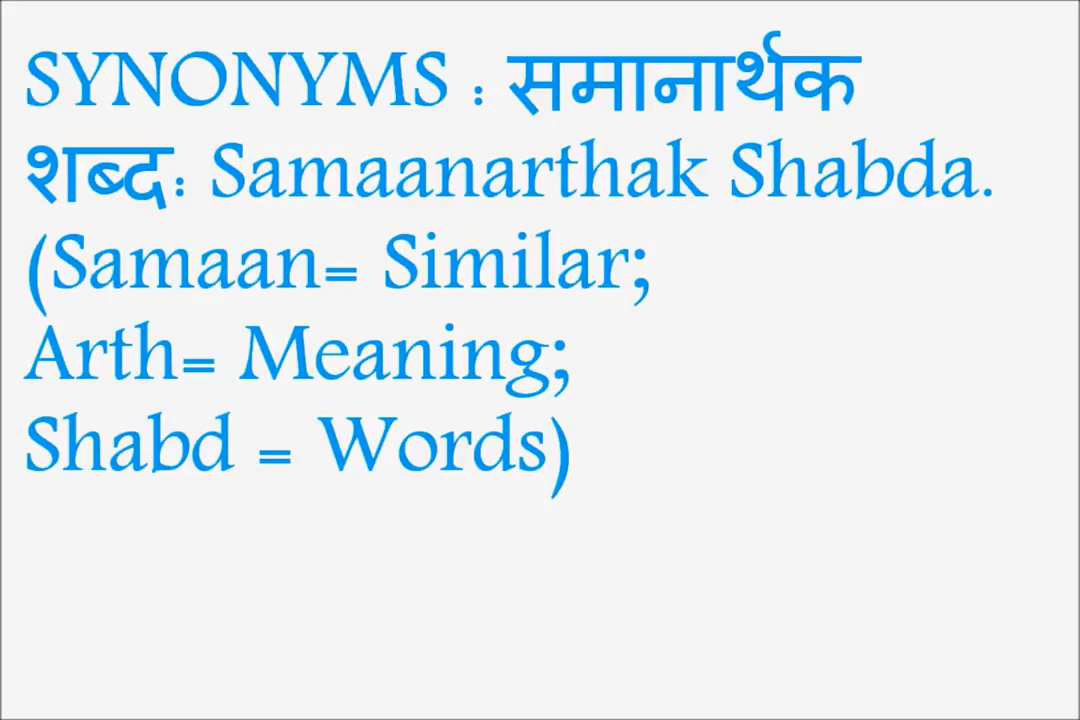 SYNONYMS : समानार्थक
शब्द: Samaanarthak Shabda.
(Samaan= Similar;
Arth= Meaning;
Shabd = Words)